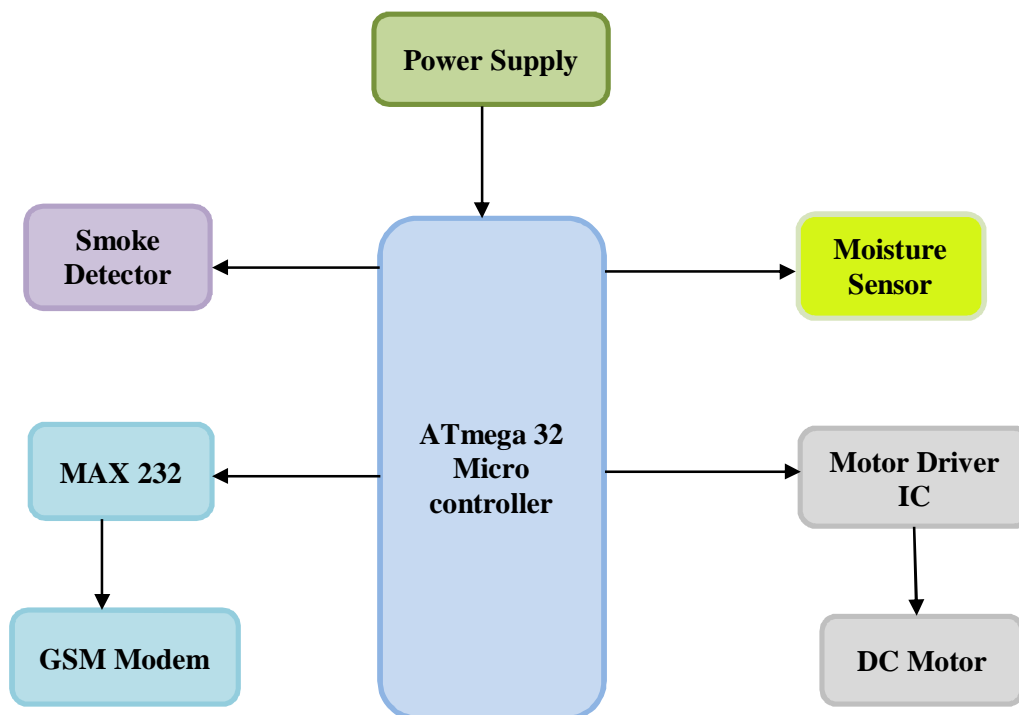 Power Supply
Smoke
Detector
Moisture
Sensor
ATmega 32
Micro
controller
MAX 232
Motor Driver
IC
GSM Modem
DC Motor